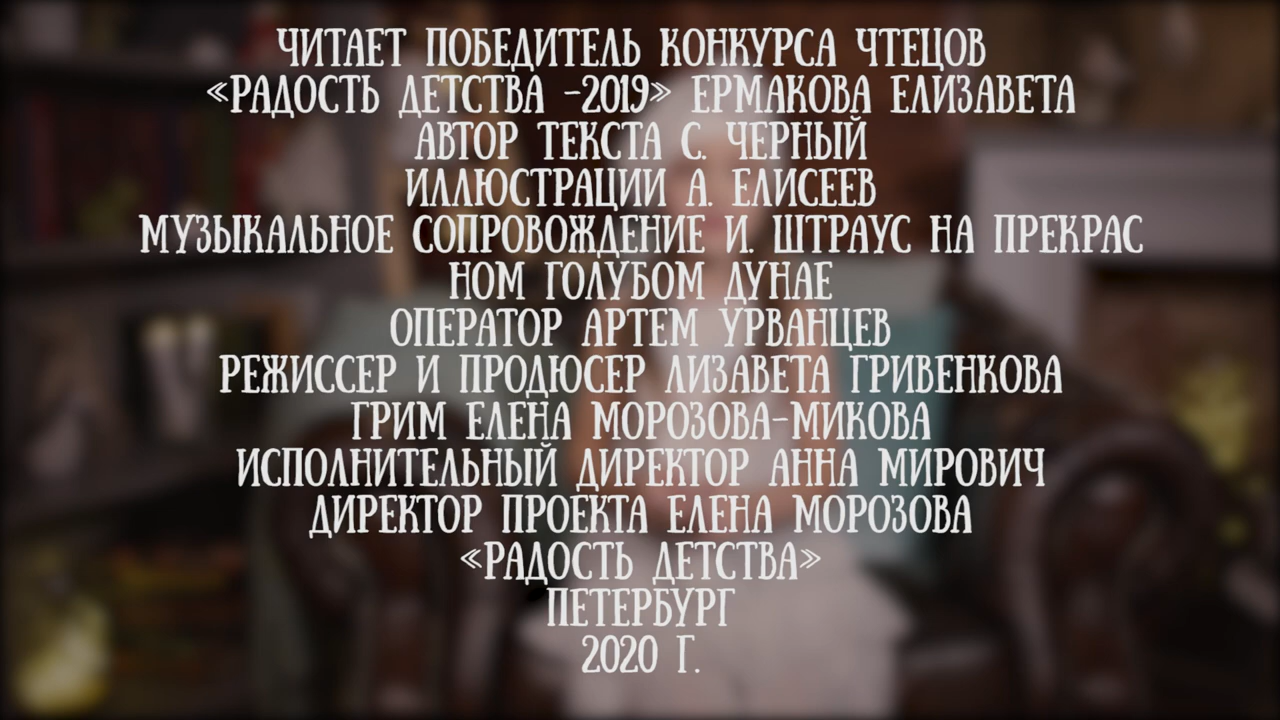 ЧИТАЕТ ПОБЕДИТЕЛЬ КОНКУРСА ЧТЕЦОВ
«РАДОСТЬ ДЕТСТВА -2019» ЕРМАКОВА ЕЛИЗАВЕТА
АВТОР ТЕКСТА С. ЧЕРНЫЙ
ИЛЛЮСТРАЦИИ А. ЕЛИСЕЕВ
МУЗЫКАЛЬНОЕ СОПРОВОЖДЕНИЕ И. ШТРАУС НА ПРЕКРАС
НОМ ГОЛУБОМ ДУНАЕ
ОПЕРАТОР АРТЕМ УРВАНЦЕВ
РЕЖИССЕР И ПРОДЮСЕР ЛИЗАВЕТА ГРИВЕНКОВА
ГРИМ ЕЛЕНА МОРОЗОВА-МИКОВА
ИСПОЛНИТЕЛЬНЫЙ ДИРЕКТОР АННА МИРОВИЧ
ДИРЕКТОР ПРОЕКТА ЕЛЕНА МОРОЗОВА
«РАДОСТЬ ДЕТСТВА»
ПЕТЕРБУРГ
2020 Г.